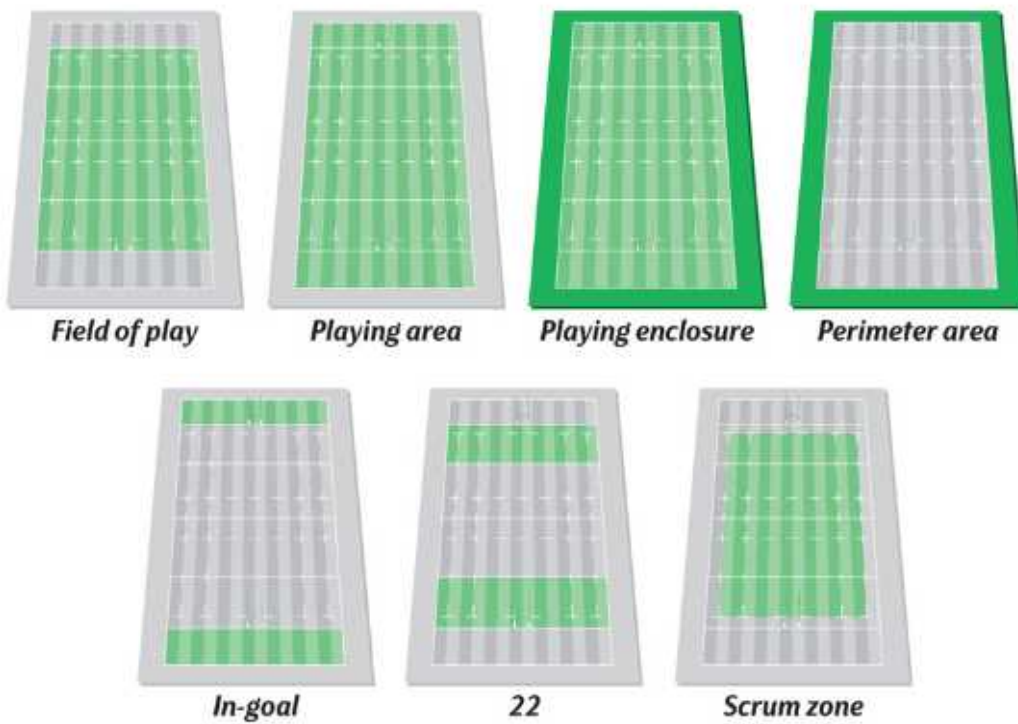 Field of play
Playing area
Playing enclosure
Perimeter area
In-goal
22
Scrum zone